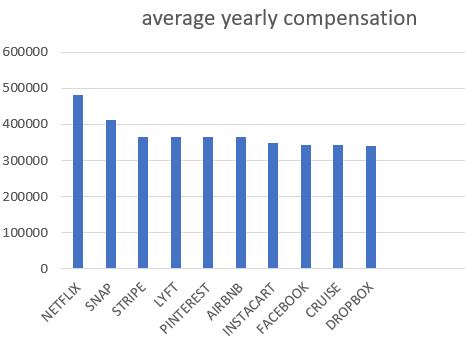 average yearly compensation
600000
500000
400000
300000
200000
100000
0
NETFLIX
SNAP
STRIPE
LYFT
PINTEREST
AIRBNB
INSTACART
FACEBOOK
CRUISE
DROPBOX